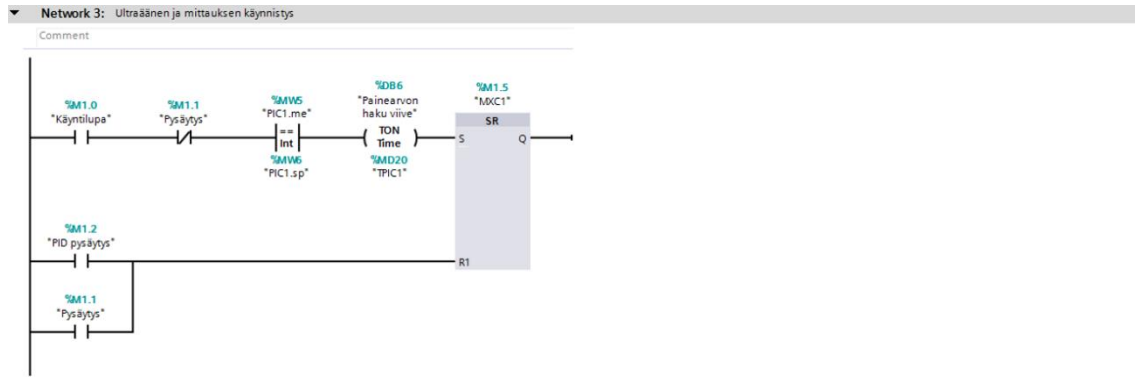 Network 3: Ultraäänen ja mittauksen käynnistys
Comment
%M1.0
"Käyntilupa"
%M1.1
"Pysäytys"
%MW5
"PIC1.me"
==
Int
%MW6
"PIC1.sp"
%DB6
"Painearvon
haku viive"
TON
Time
%MD20
"TPIC1"
%M1.5
"MXC1"
SR
S Q
%M1.2
"PID pysäytys"
R1
%M1.1
"Pysäytys"